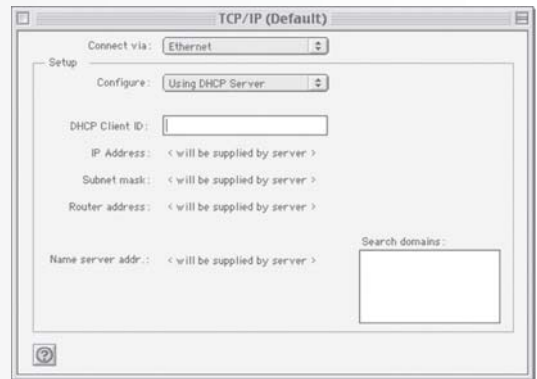 TCP/IP (Default)
Connect via: Ethernet
Setup
Configure: Using DHCP Server
DHCP Client ID:
IP Address: < will be supplied by server >
Subnet mask: < will be supplied by server >
Router address: < will be supplied by server >
Search domains:
Name server addr.: < will be supplied by server >
?